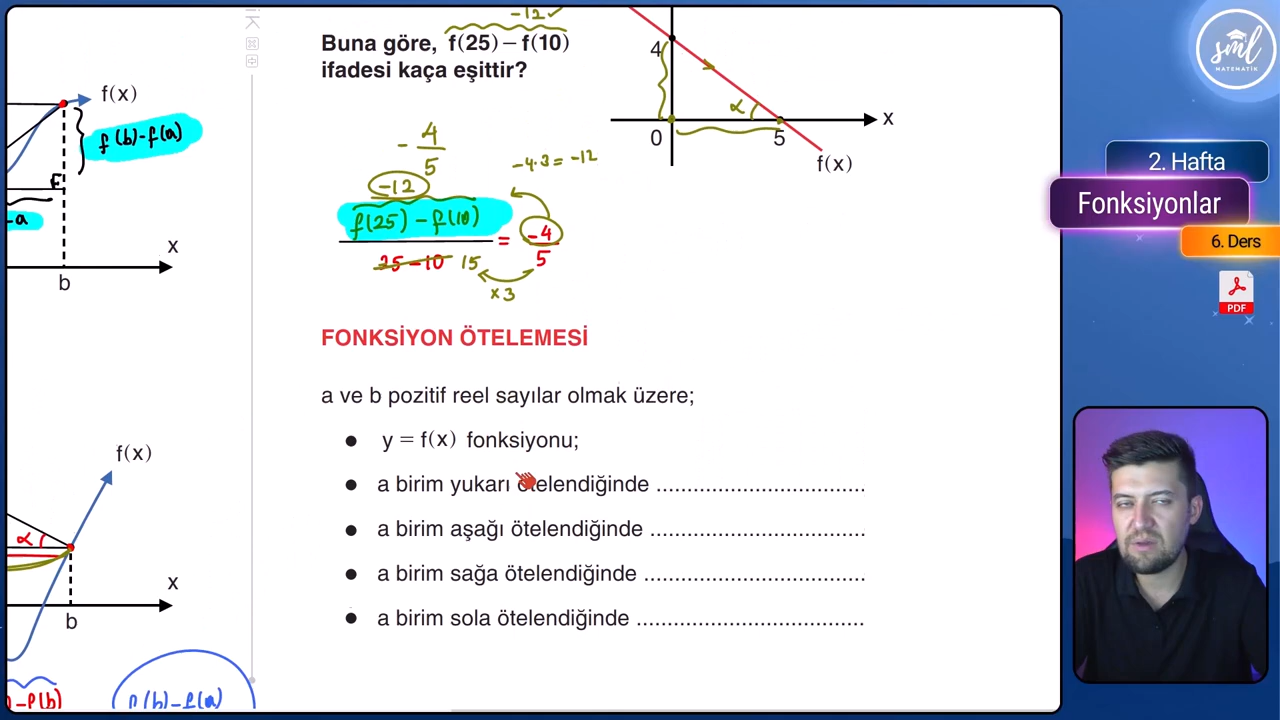 -12 ✓
Buna göre, f(25) – f(10)
ifadesi kaça eşittir?
4
α
0
5
x
f(x)
f(x)
f(b)-f(a)
-a
x
b
- 4/5
-12
-4·3 = -12
f(25) - f(10)
25-10 15
=
-4
5
x3
FONKSİYON ÖTELEMESİ
a ve b pozitif reel sayılar olmak üzere;
● y = f(x) fonksiyonu;
● a birim yukarı ötelendiğinde ..................................
● a birim aşağı ötelendiğinde ...................................
● a birim sağa ötelendiğinde ....................................
● a birim sola ötelendiğinde .....................................
f(x)
α
x
b
f(b)-f(a)
sml
MATEMATİK
2. Hafta
Fonksiyonlar
6. Ders
PDF